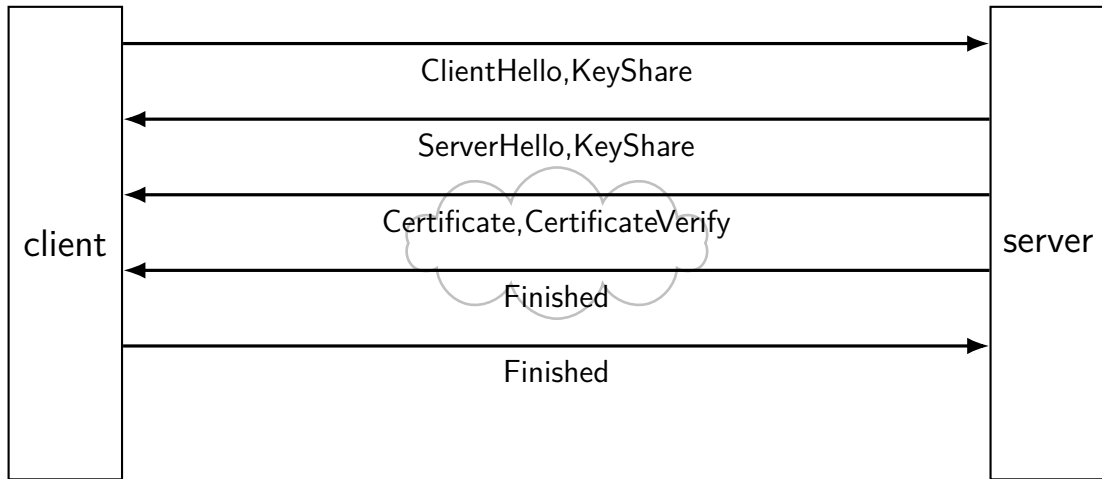 ClientHello,KeyShare
ServerHello,KeyShare
Certificate,CertificateVerify
client
server
Finished
Finished